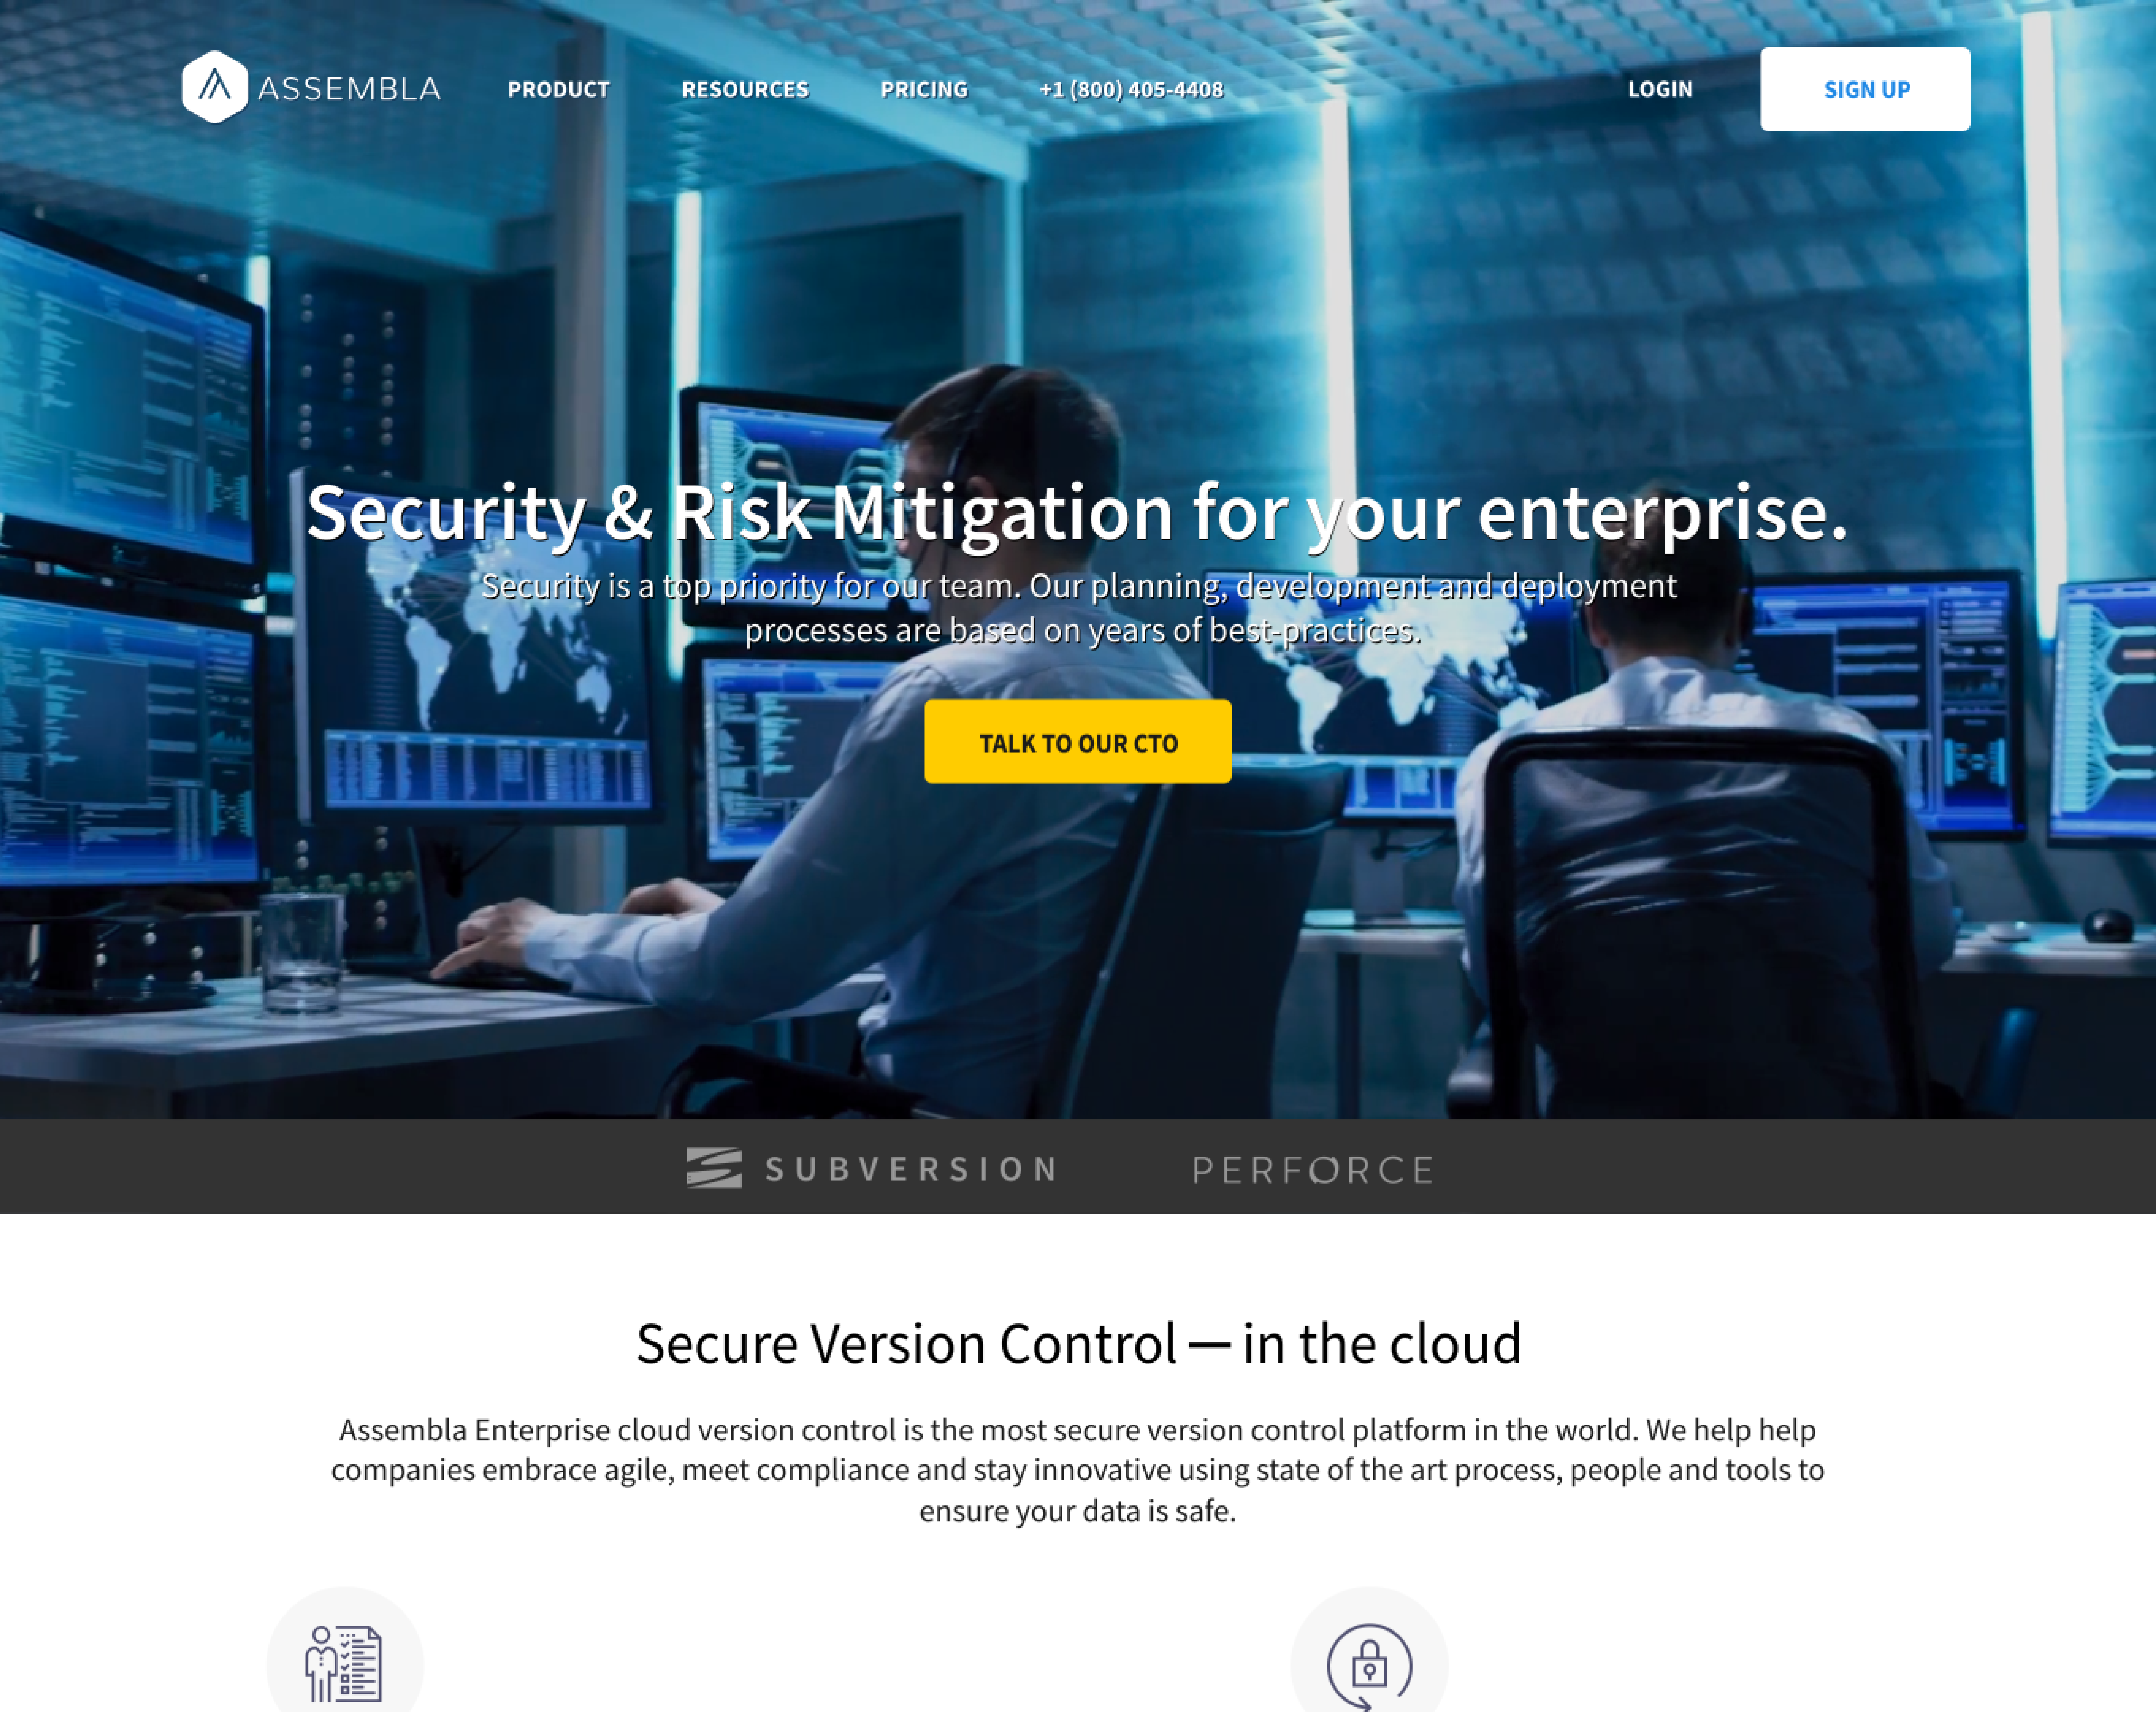 ASSEMBLA
PRODUCT
RESOURCES
PRICING
+1 (800) 405-4408
LOGIN
SIGN UP
Security & Risk Mitigation for your enterprise.
Security is a top priority for our team. Our planning, development and deployment
processes are based on years of best-practices.
TALK TO OUR CTO
SUBVERSION
PERFORCE
Secure Version Control — in the cloud
Assembla Enterprise cloud version control is the most secure version control platform in the world. We help help
companies embrace agile, meet compliance and stay innovative using state of the art process, people and tools to
ensure your data is safe.